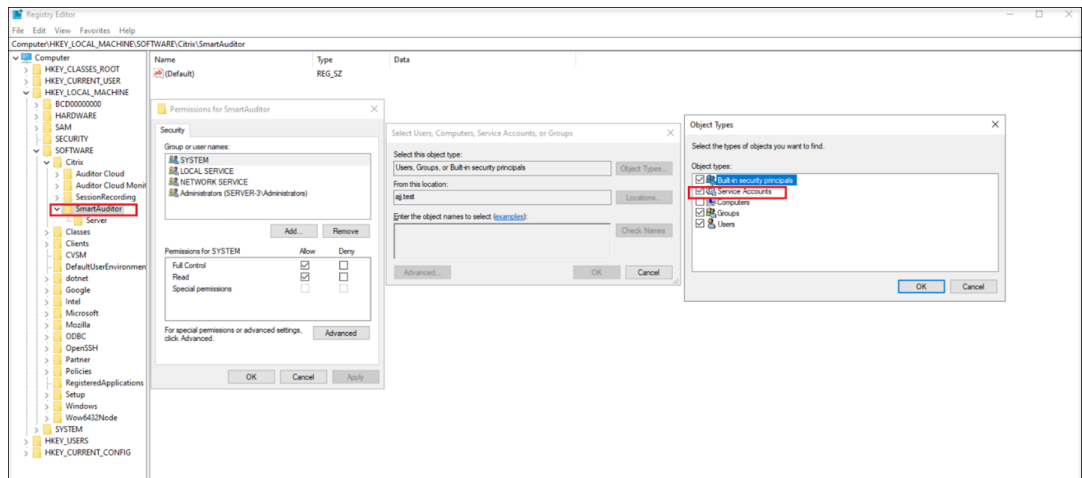 Registry Editor
File Edit View Favorites Help
Computer\HKEY_LOCAL_MACHINE\SOFTWARE\Citrix\SmartAuditor
Computer
HKEY_CLASSES_ROOT
HKEY_CURRENT_USER
HKEY_LOCAL_MACHINE
BCD00000000
HARDWARE
SAM
SECURITY
SOFTWARE
Citrix
Auditor Cloud
Auditor Cloud Monit
SessionRecording
SmartAuditor
Server
Classes
Clients
CVSM
DefaultUserEnvironmen
dotnet
Google
Intel
Microsoft
Mozilla
ODBC
OpenSSH
Partner
Policies
RegisteredApplications
Setup
Windows
Wow6432Node
SYSTEM
HKEY_USERS
HKEY_CURRENT_CONFIG
Name Type Data
(Default) REG_SZ
Permissions for SmartAuditor
Security
Group or user names:
SYSTEM
LOCAL SERVICE
NETWORK SERVICE
Administrators (SERVER-3\Administrators)
Add... Remove
Permissions for SYSTEM Allow Deny
Full Control
Read
Special permissions
For special permissions or advanced settings, click Advanced.
Advanced
OK Cancel Apply
Select Users, Computers, Service Accounts, or Groups
Select this object type:
Users, Groups, or Built-in security principals Object Types...
From this location:
Locations...
Enter the object names to select (examples):
Check Names
Advanced... OK Cancel
Object Types
Select the types of objects you want to find.
Object types:
Built-in security principals
Service Accounts
Computers
Groups
Users
OK Cancel